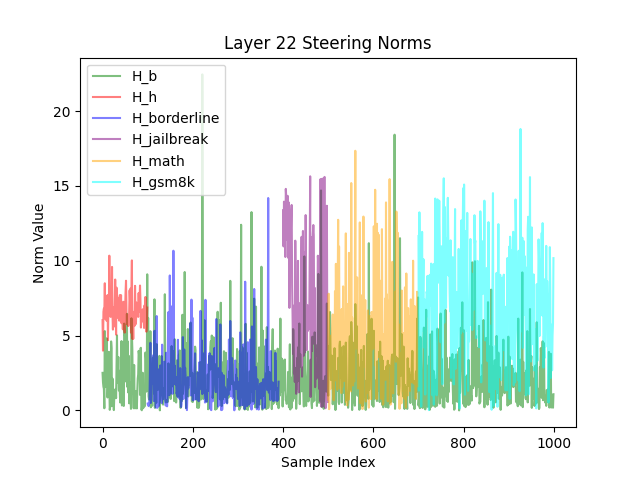 Layer 22 Steering Norms
H_b
H_h
H_borderline
H_jailbreak
H_math
H_gsm8k
Norm Value
20
15
10
5
0
0 200 400 600 800 1000
Sample Index